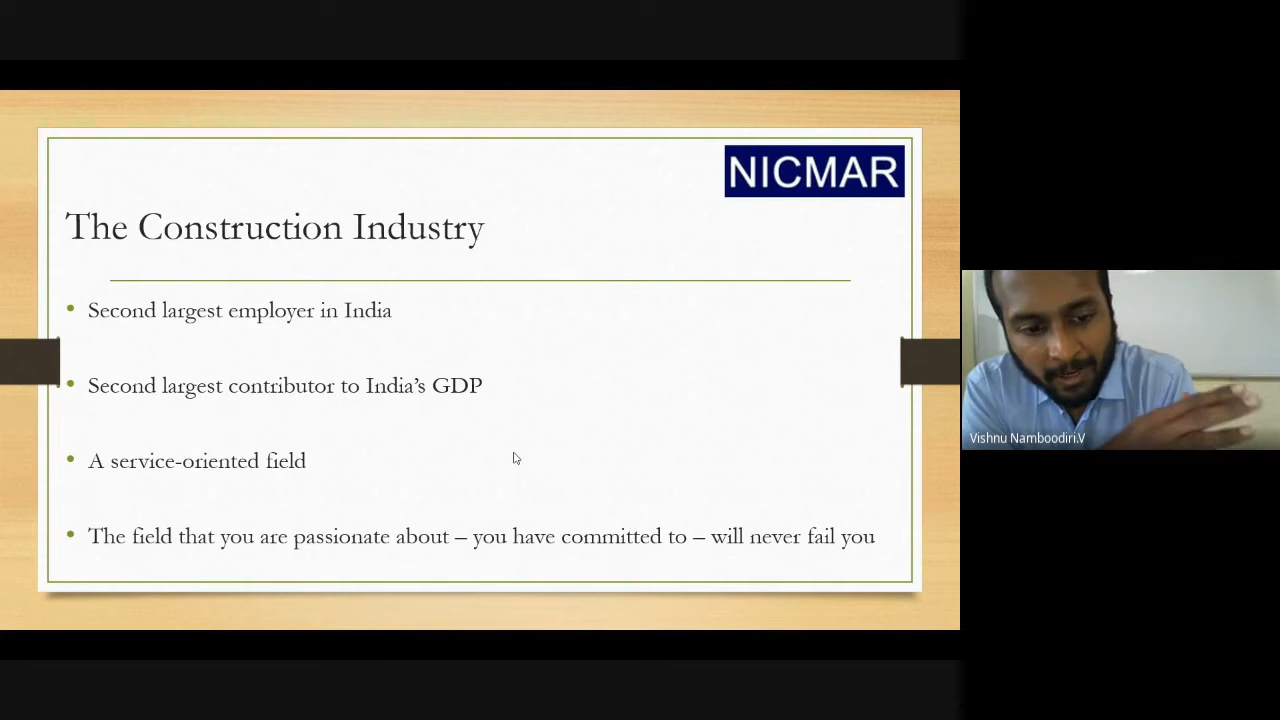 NICMAR
The Construction Industry
• Second largest employer in India
• Second largest contributor to India’s GDP
• A service-oriented field
• The field that you are passionate about – you have committed to – will never fail you
Vishnu Namboodiri.V